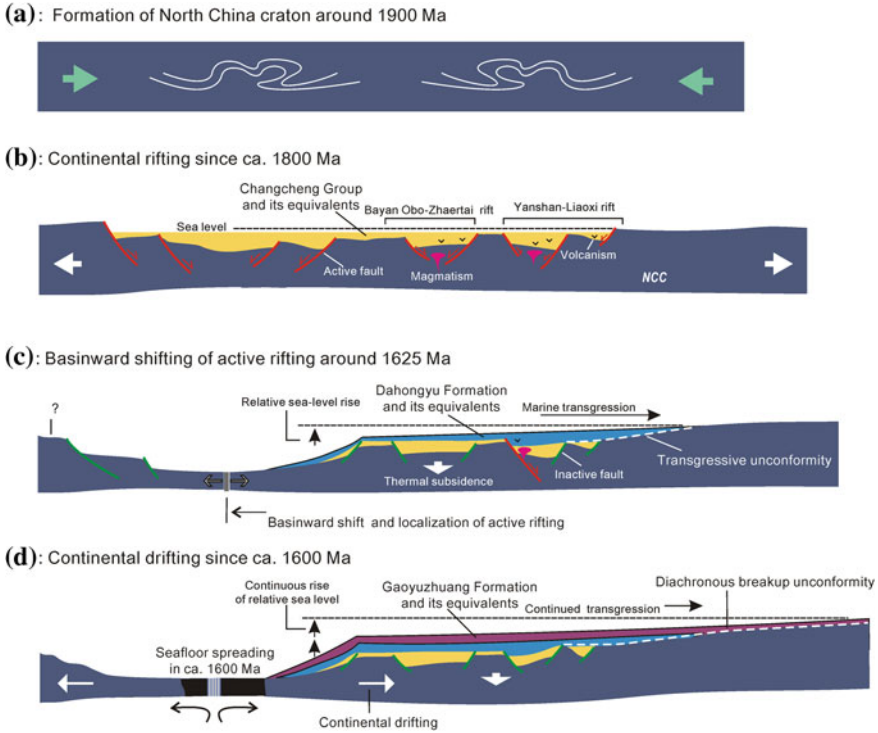 (a): Formation of North China craton around 1900 Ma
(b): Continental rifting since ca. 1800 Ma
Changcheng Group
and its equivalents
Bayan Obo-Zhaertai rift
Yanshan-Liaoxi rift
Sea level
Active fault
Magmatism
Volcanism
NCC
(c): Basinward shifting of active rifting around 1625 Ma
?
Relative sea-level rise
Dahongyu Formation
and its equivalents
Marine transgression
Thermal subsidence
Inactive fault
Transgressive unconformity
Basinward shift and localization of active rifting
(d): Continental drifting since ca. 1600 Ma
Continuous rise
of relative sea level
Gaoyuzhuang Formation
and its equivalents
Continued transgression
Diachronous breakup unconformity
Seafloor spreading
in ca. 1600 Ma
Continental drifting